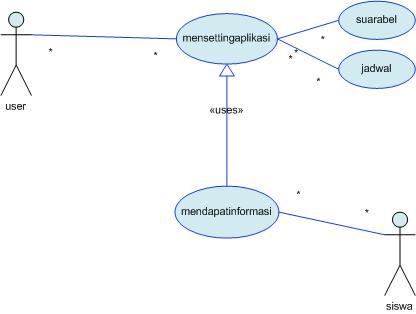 suarabel
mensettingaplikasi
*
*
*
*
*
jadwal
*
user
«uses»
*
mendapatinformasi
*
siswa